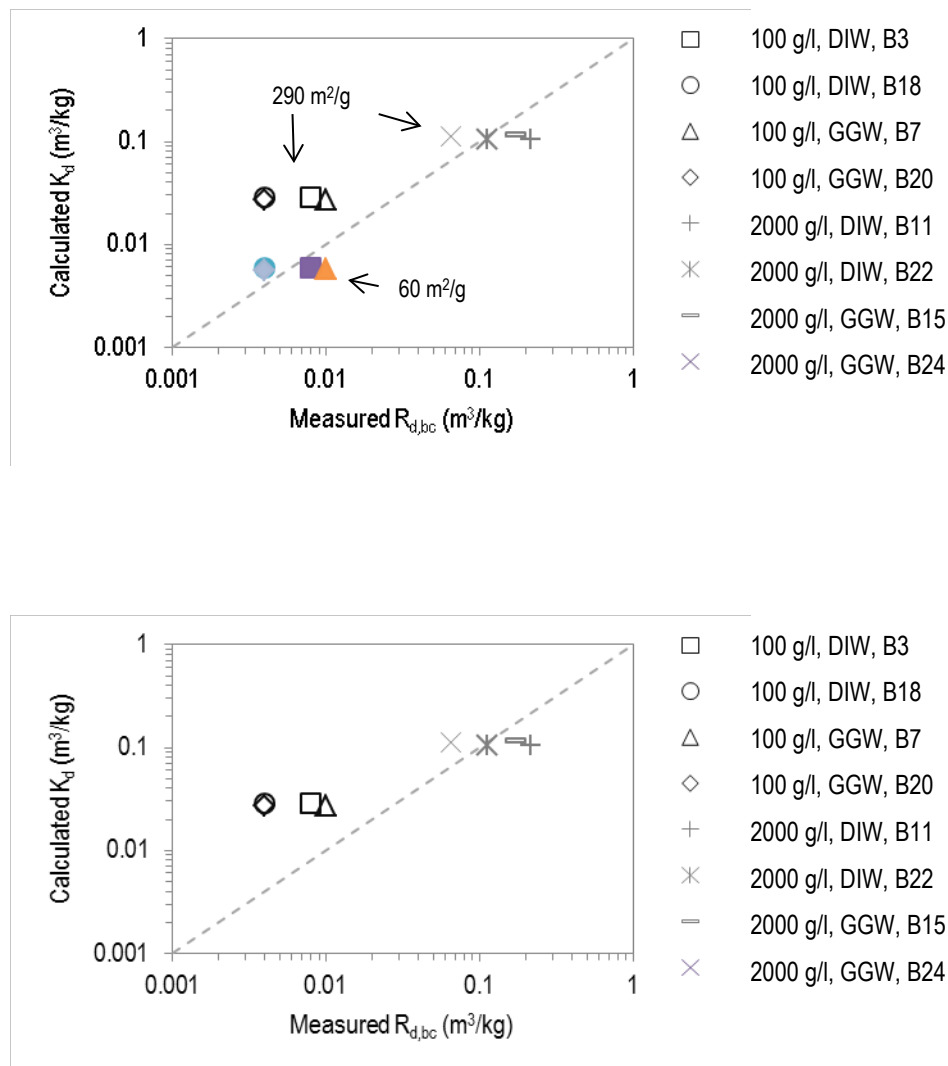 1
0.1
0.01
0.001
Calculated K_d (m³/kg)
290 m²/g
60 m²/g
0.001
0.01
0.1
1
Measured R_d,bc (m³/kg)
100 g/l, DIW, B3
100 g/l, DIW, B18
100 g/l, GGW, B7
100 g/l, GGW, B20
2000 g/l, DIW, B11
2000 g/l, DIW, B22
2000 g/l, GGW, B15
2000 g/l, GGW, B24
1
0.1
0.01
0.001
Calculated K_d (m³/kg)
0.001
0.01
0.1
1
Measured R_d,bc (m³/kg)
100 g/l, DIW, B3
100 g/l, DIW, B18
100 g/l, GGW, B7
100 g/l, GGW, B20
2000 g/l, DIW, B11
2000 g/l, DIW, B22
2000 g/l, GGW, B15
2000 g/l, GGW, B24